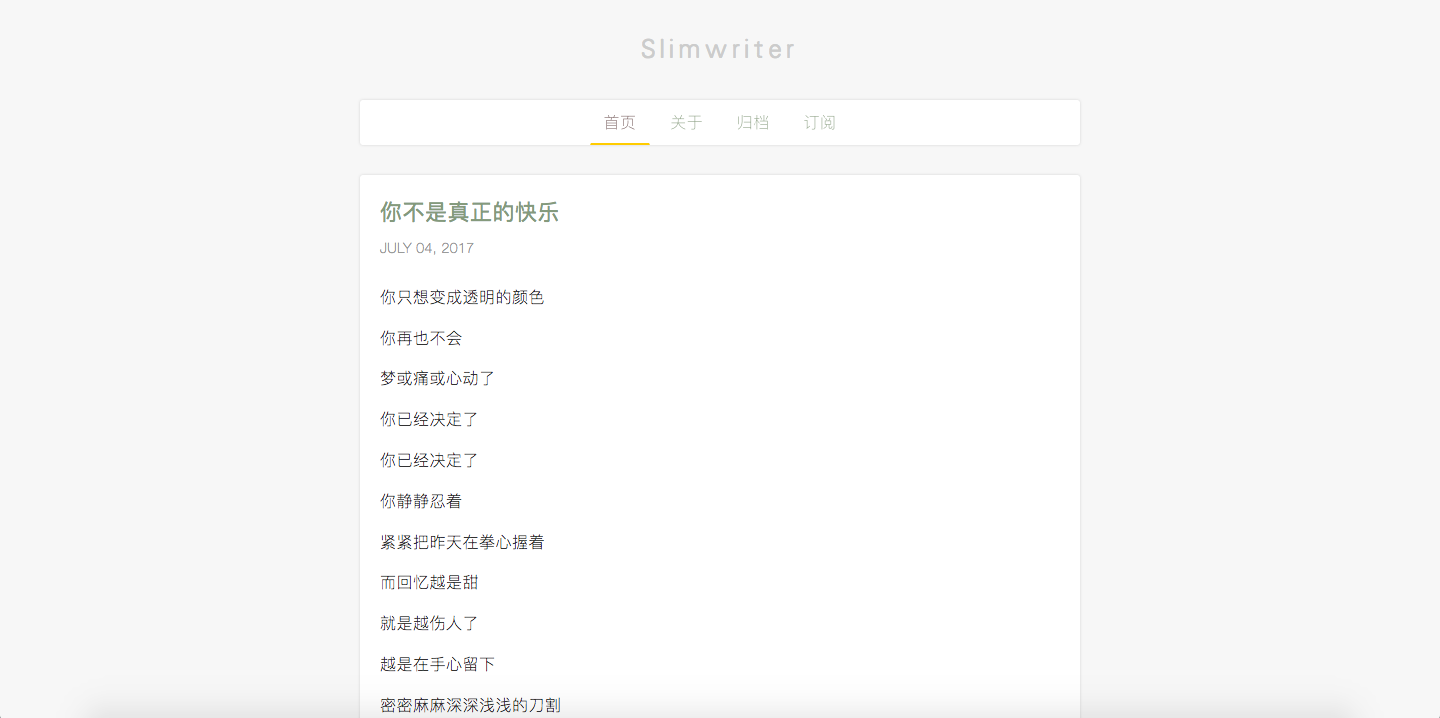 Slimwriter
首页 关于 归档 订阅
你不是真正的快乐
JULY 04, 2017
你只想变成透明的颜色
你再也不会
梦或痛或心动了
你已经决定了
你已经决定了
你静静忍着
紧紧把昨天在拳心握着
而回忆越是甜
就是越伤人了
越是在手心留下
密密麻麻深深浅浅的刀割